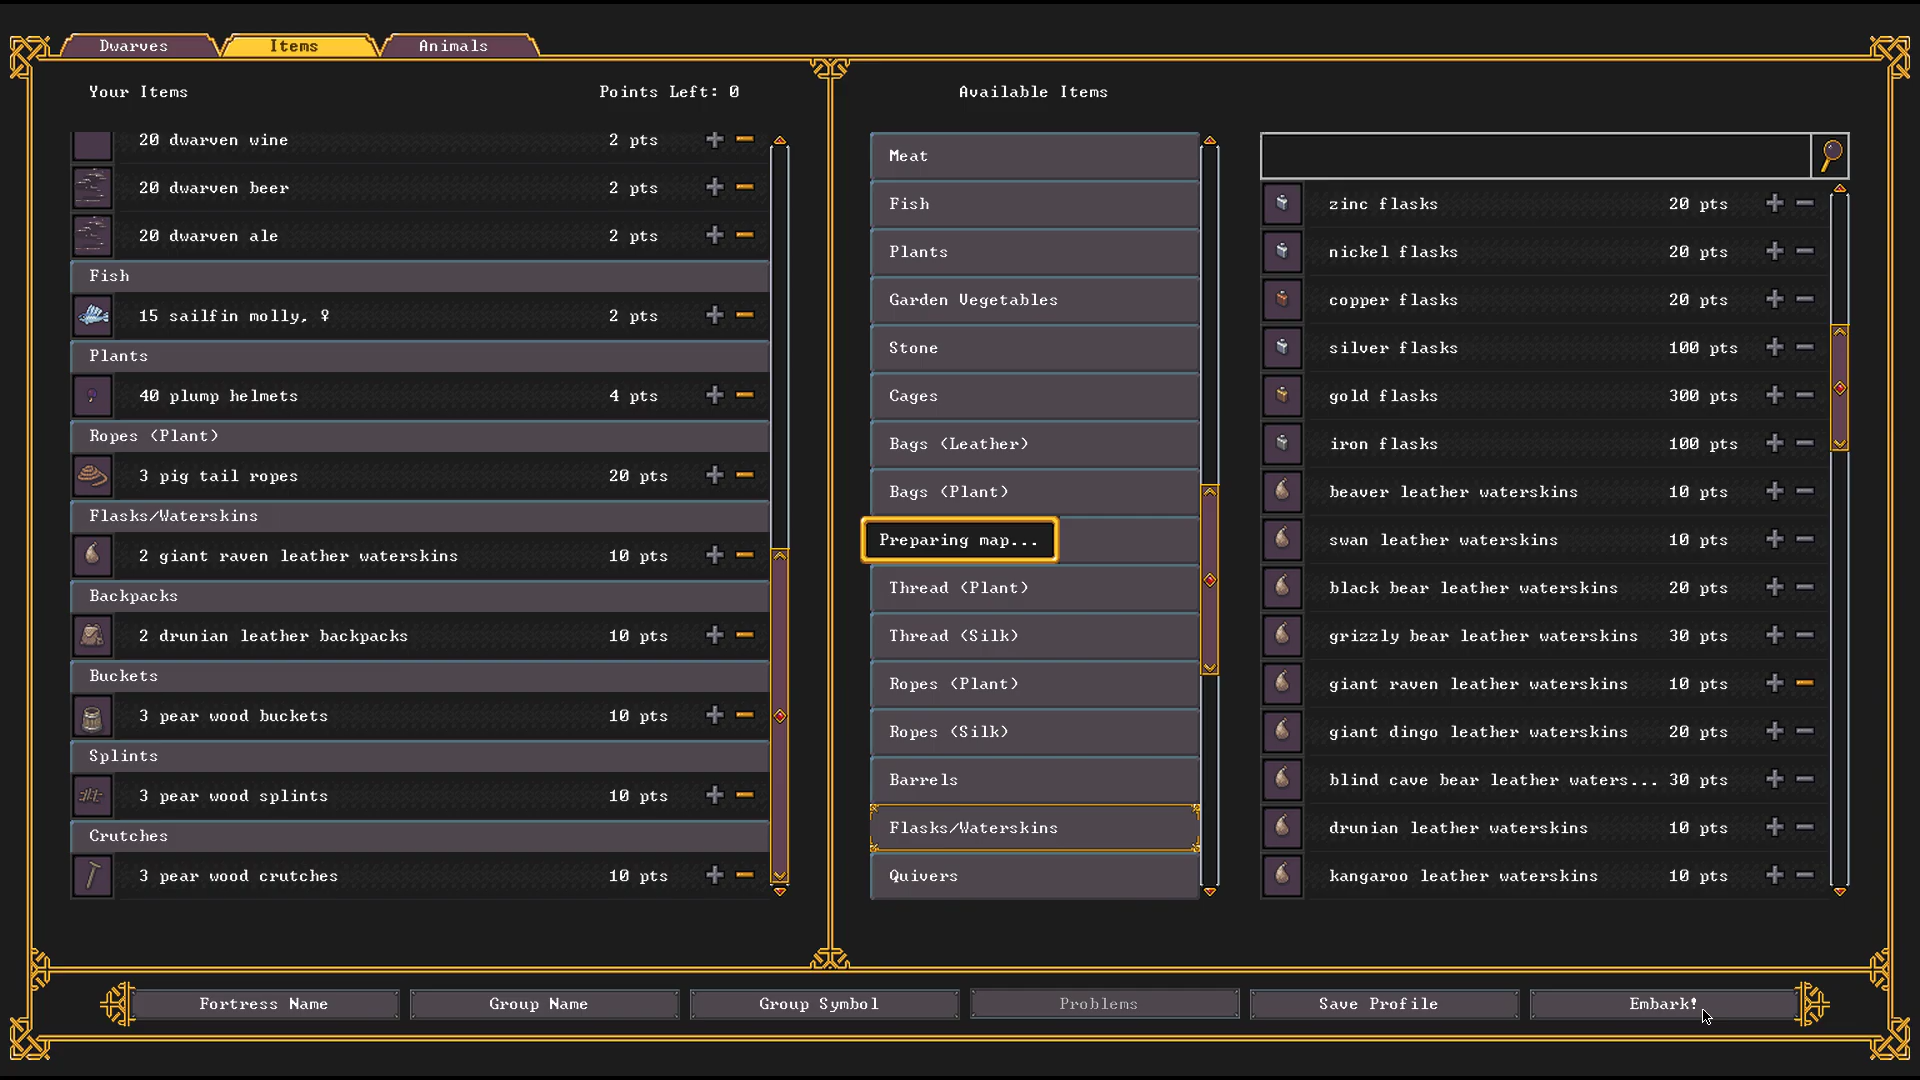 Dwarves
Items
Animals
Your Items
Points Left: 0
20 dwarven wine 2 pts
20 dwarven beer 2 pts
20 dwarven ale 2 pts
Fish
15 sailfin molly, ♀ 2 pts
Plants
40 plump helmets 4 pts
Ropes (Plant)
3 pig tail ropes 20 pts
Flasks/Waterskins
2 giant raven leather waterskins 10 pts
Backpacks
2 drunian leather backpacks 10 pts
Buckets
3 pear wood buckets 10 pts
Splints
3 pear wood splints 10 pts
Crutches
3 pear wood crutches 10 pts
Available Items
Meat
Fish
Plants
Garden Vegetables
Stone
Cages
Bags (Leather)
Bags (Plant)
Preparing map...
Thread (Plant)
Thread (Silk)
Ropes (Plant)
Ropes (Silk)
Barrels
Flasks/Waterskins
Quivers
zinc flasks 20 pts
nickel flasks 20 pts
copper flasks 20 pts
silver flasks 100 pts
gold flasks 300 pts
iron flasks 100 pts
beaver leather waterskins 10 pts
swan leather waterskins 10 pts
black bear leather waterskins 20 pts
grizzly bear leather waterskins 30 pts
giant raven leather waterskins 10 pts
giant dingo leather waterskins 20 pts
blind cave bear leather waters... 30 pts
drunian leather waterskins 10 pts
kangaroo leather waterskins 10 pts
Fortress Name
Group Name
Group Symbol
Problems
Save Profile
Embark!